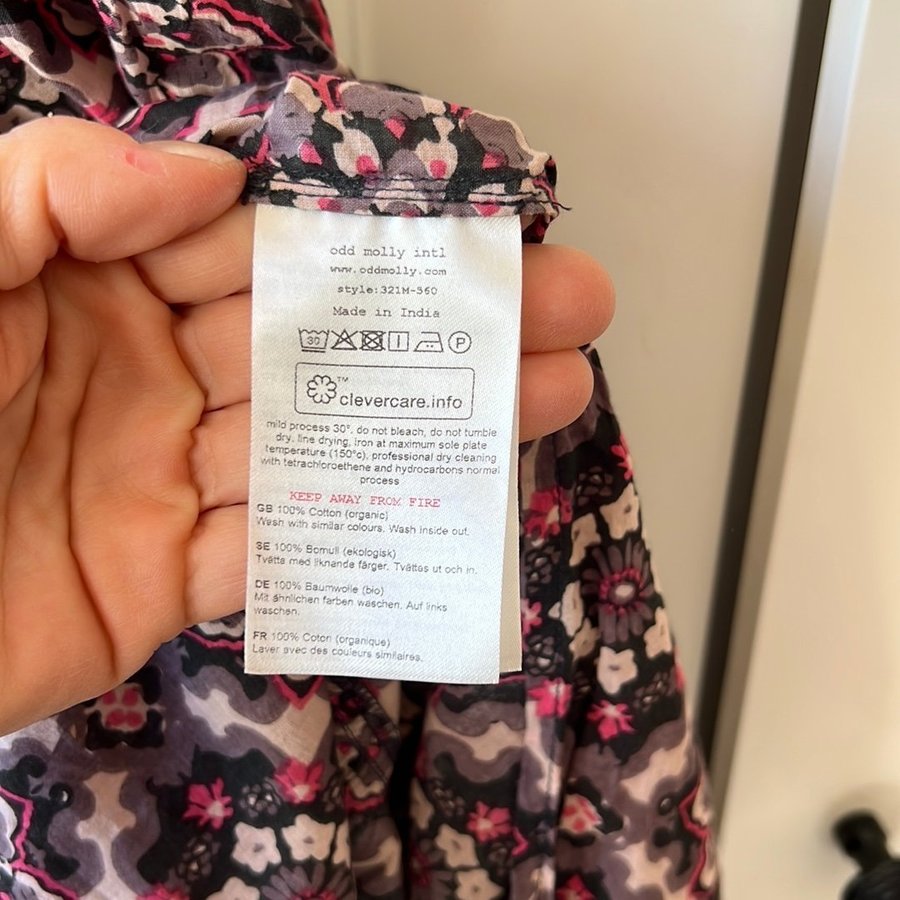 odd molly intl
www.oddmolly.com
style:321M-560
Made in India
30 P
™
clevercare.info
mild process 30°. do not bleach, do not tumble
dry, line drying, iron at maximum sole plate
temperature (150°c), professional dry cleaning
with tetrachloroethene and hydrocarbons normal
process
KEEP AWAY FROM FIRE
GB 100% Cotton (organic)
Wash with similar colours. Wash inside out.
SE 100% Bomull (ekologisk)
Tvätta med liknande färger. Tvättas ut och in.
DE 100% Baumwolle (bio)
Mit ähnlichen farben waschen. Auf links
waschen.
FR 100% Coton (organique)
Laver avec des couleurs similaires.